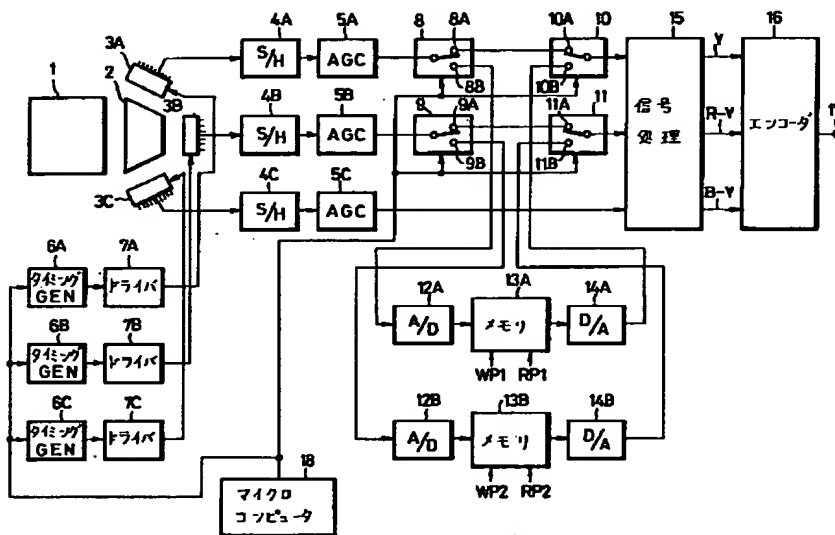 4A 5A 8 8A 10A 10 15 16
3A
S/H AGC 8B 10B Y
1 2 3B
4B 5B 9 9A 11A 11 信号 処理 R-Y エンコーダ 17
S/H AGC 9B 11B
4C 5C B-Y
3C S/H AGC
6A 7A
タイミング GEN ドライバ
12A 13A 14A
A/D メモリ D/A
6B 7B
タイミング GEN ドライバ
WP1 RP1
6C 7C 12B 13B 14B
タイミング GEN ドライバ A/D メモリ D/A
18 WP2 RP2
マイクロ
コンピュータ